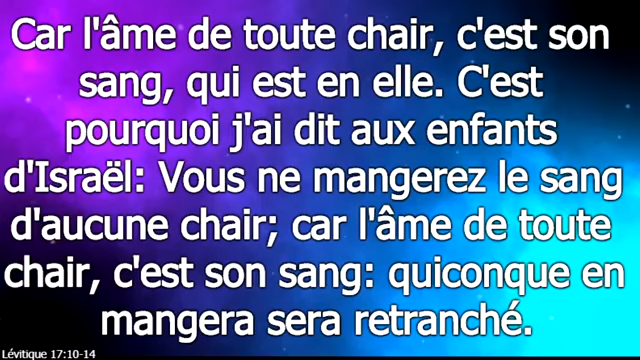 Car l'âme de toute chair, c'est son
sang, qui est en elle. C'est
pourquoi j'ai dit aux enfants
d'Israël: Vous ne mangerez le sang
d'aucune chair; car l'âme de toute
chair, c'est son sang: quiconque en
mangera sera retranché.
Lévitique 17:10-14